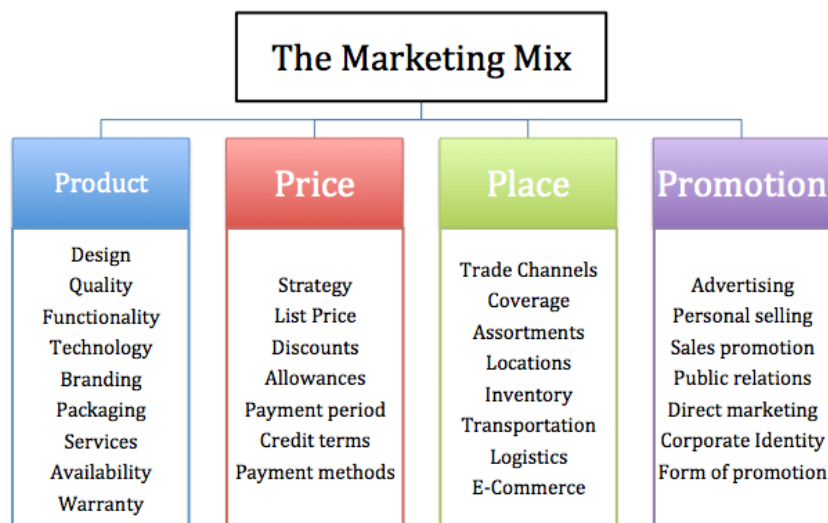 The Marketing Mix
Product
Design
Quality
Functionality
Technology
Branding
Packaging
Services
Availability
Warranty
Price
Strategy
List Price
Discounts
Allowances
Payment period
Credit terms
Payment methods
Place
Trade Channels
Coverage
Assortments
Locations
Inventory
Transportation
Logistics
E-Commerce
Promotion
Advertising
Personal selling
Sales promotion
Public relations
Direct marketing
Corporate Identity
Form of promotion